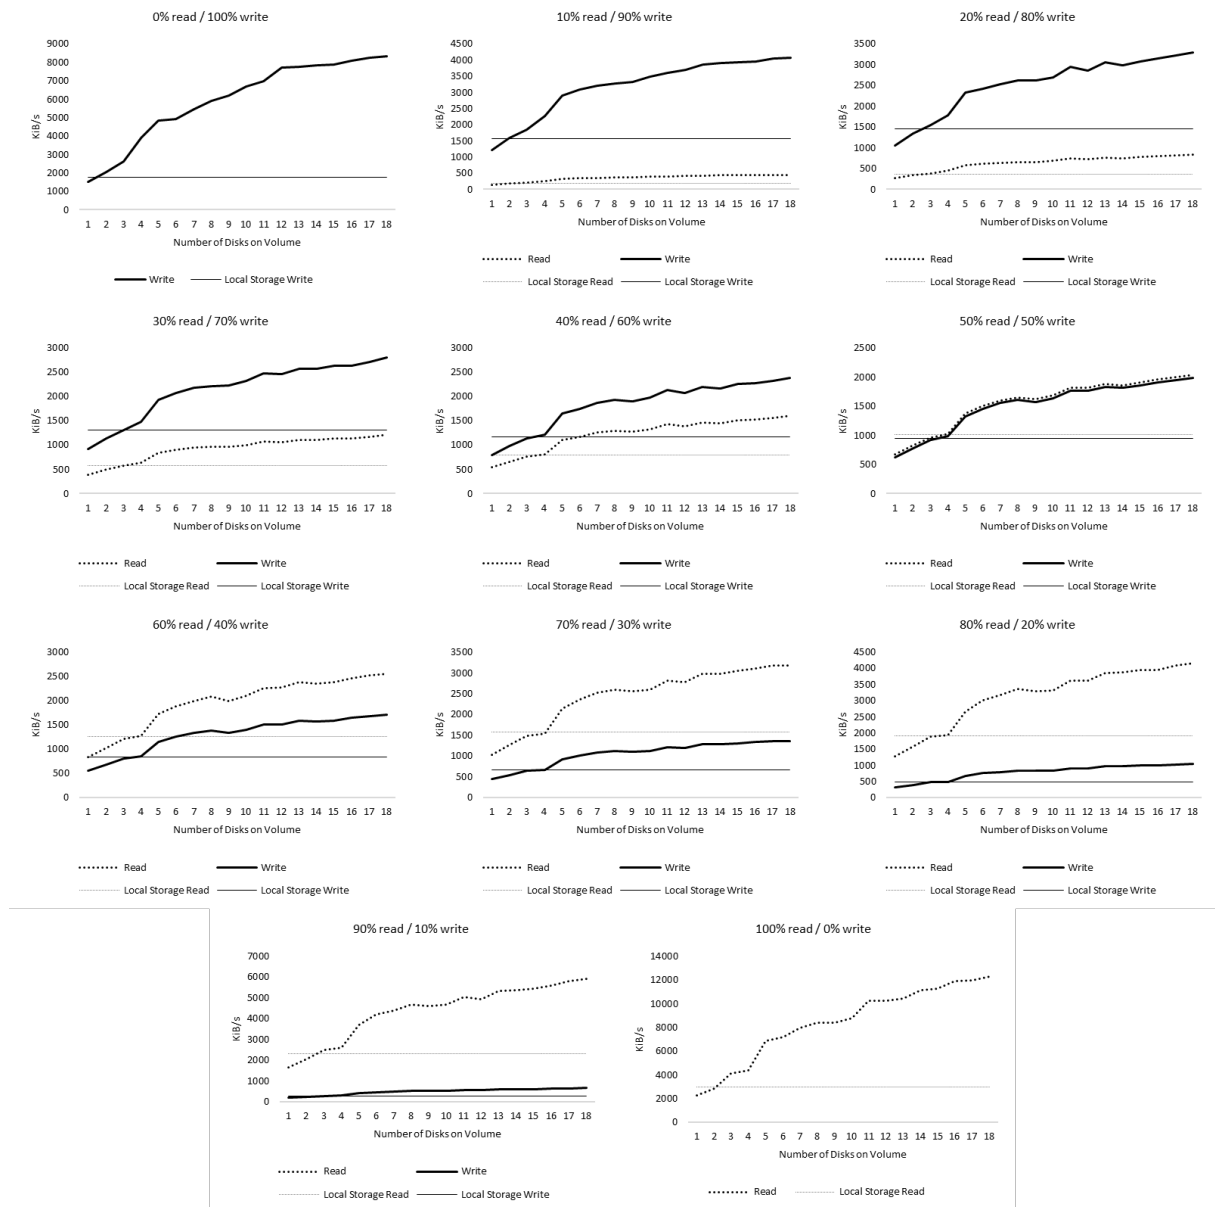 0% read / 100% write
9000
8000
7000
6000
5000
4000
3000
2000
1000
0
KiB/s
1 2 3 4 5 6 7 8 9 10 11 12 13 14 15 16 17 18
Number of Disks on Volume
Write Local Storage Write
10% read / 90% write
4500
4000
3500
3000
2500
2000
1500
1000
500
0
KiB/s
1 2 3 4 5 6 7 8 9 10 11 12 13 14 15 16 17 18
Number of Disks on Volume
Read Write
Local Storage Read Local Storage Write
20% read / 80% write
3500
3000
2500
2000
1500
1000
500
0
KiB/s
1 2 3 4 5 6 7 8 9 10 11 12 13 14 15 16 17 18
Number of Disks on Volume
Read Write
Local Storage Read Local Storage Write
30% read / 70% write
3000
2500
2000
1500
1000
500
0
KiB/s
1 2 3 4 5 6 7 8 9 10 11 12 13 14 15 16 17 18
Number of Disks on Volume
Read Write
Local Storage Read Local Storage Write
40% read / 60% write
3000
2500
2000
1500
1000
500
0
KiB/s
1 2 3 4 5 6 7 8 9 10 11 12 13 14 15 16 17 18
Number of Disks on Volume
Read Write
Local Storage Read Local Storage Write
50% read / 50% write
2500
2000
1500
1000
500
0
KiB/s
1 2 3 4 5 6 7 8 9 10 11 12 13 14 15 16 17 18
Number of Disks on Volume
Read Write
Local Storage Read Local Storage Write
60% read / 40% write
3000
2500
2000
1500
1000
500
0
KiB/s
1 2 3 4 5 6 7 8 9 10 11 12 13 14 15 16 17 18
Number of Disks on Volume
Read Write
Local Storage Read Local Storage Write
70% read / 30% write
3500
3000
2500
2000
1500
1000
500
0
KiB/s
1 2 3 4 5 6 7 8 9 10 11 12 13 14 15 16 17 18
Number of Disks on Volume
Read Write
Local Storage Read Local Storage Write
80% read / 20% write
4500
4000
3500
3000
2500
2000
1500
1000
500
0
KiB/s
1 2 3 4 5 6 7 8 9 10 11 12 13 14 15 16 17 18
Number of Disks on Volume
Read Write
Local Storage Read Local Storage Write
90% read / 10% write
7000
6000
5000
4000
3000
2000
1000
0
KiB/s
1 2 3 4 5 6 7 8 9 10 11 12 13 14 15 16 17 18
Number of Disks on Volume
Read Write
Local Storage Read Local Storage Write
100% read / 0% write
14000
12000
10000
8000
6000
4000
2000
0
KiB/s
1 2 3 4 5 6 7 8 9 10 11 12 13 14 15 16 17 18
Number of Disks on Volume
Read Local Storage Read